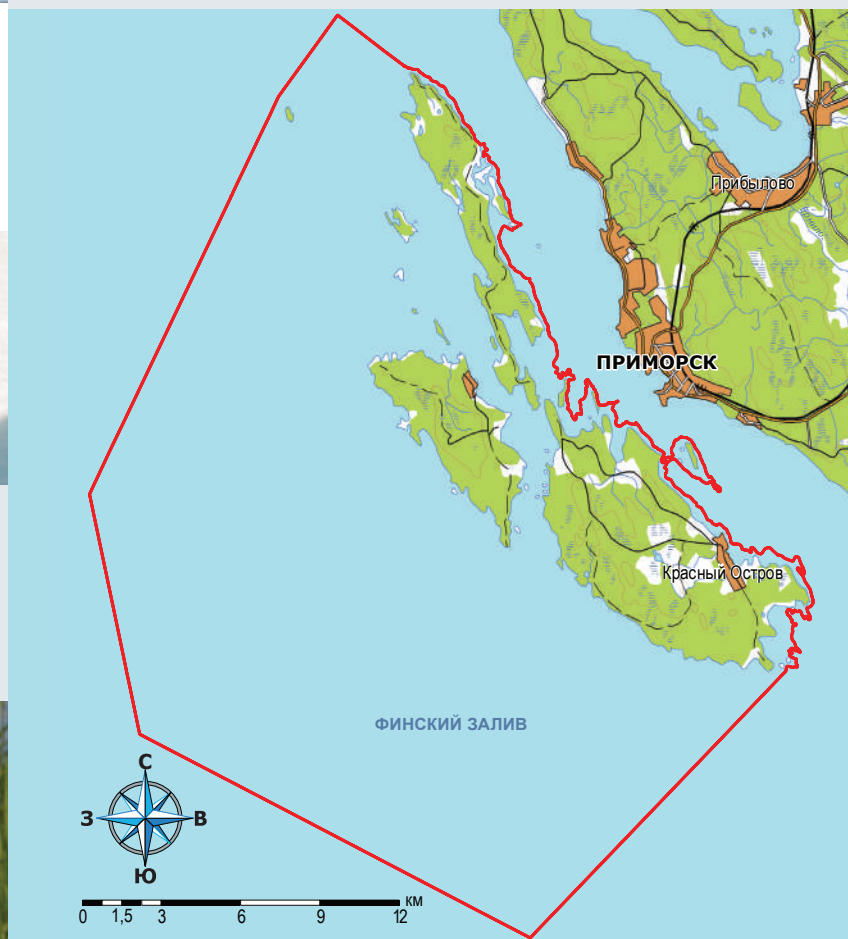 Прибылово
ПРИМОРСК
Красный Остров
ФИНСКИЙ ЗАЛИВ
С
З В
Ю
км
0 1,5 3 6 9 12